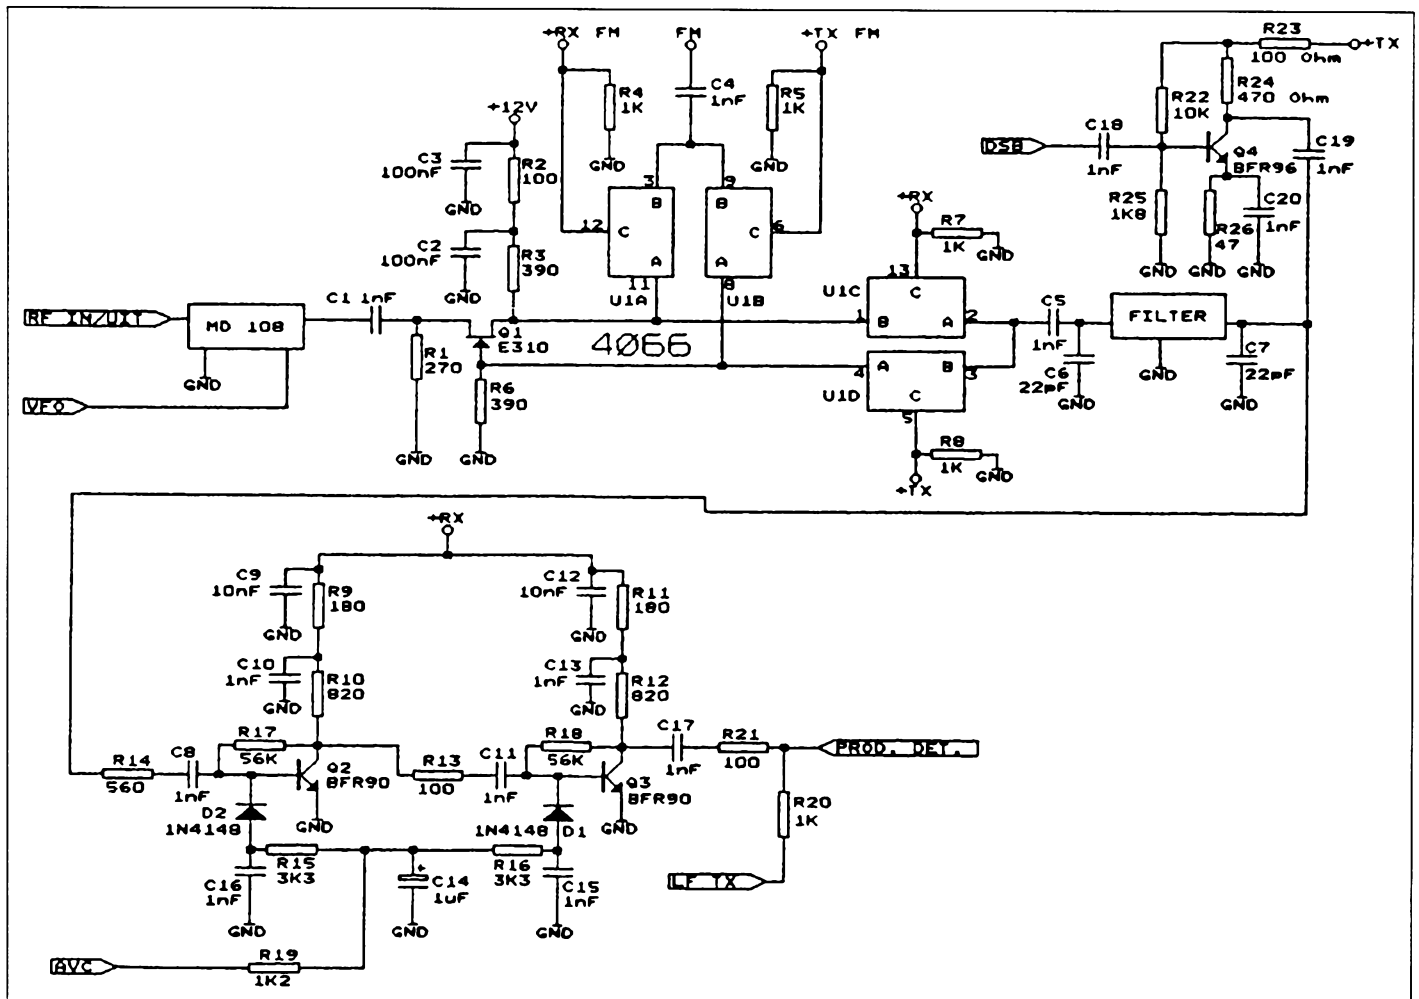 +RX FM
FM
+TX FM
R23
100 Ohm
+TX
R4
1K
C4
1nF
R5
1K
R24
470 Ohm
R22
10K
+12V
GND
GND
DSB
C18
1nF
Q4
BFR96
C19
1nF
C3
100nF
R2
100
GND
3
B
12
C
A
11
U1A
9
B
C
6
A
8
U1B
R25
1K8
R26
47
C20
1nF
GND
GND
GND
+RX
R7
1K
GND
C2
100nF
R3
390
GND
RF IN/UIT
MD 108
GND
VFO
C1 1nF
R1
270
GND
Q1
E310
4066
R6
390
GND
U1C
13
C
1
B
A
2
4
A
B
3
U1D
C
5
R8
1K
GND
+TX
C5
1nF
C6
22pF
GND
FILTER
GND
C7
22pF
GND
+RX
C9
10nF
R9
180
GND
C12
10nF
R11
180
GND
C10
1nF
R10
820
GND
C13
1nF
R12
820
GND
R14
560
C8
1nF
R17
56K
Q2
BFR90
GND
R13
100
C11
1nF
R18
56K
Q3
BFR90
GND
C17
1nF
R21
100
PROD. DET.
R20
1K
LF TX
D2
1N4148
1N4148 D1
R15
3K3
R16
3K3
C16
1nF
GND
+
C14
1uF
GND
C15
1nF
GND
AVC
R19
1K2